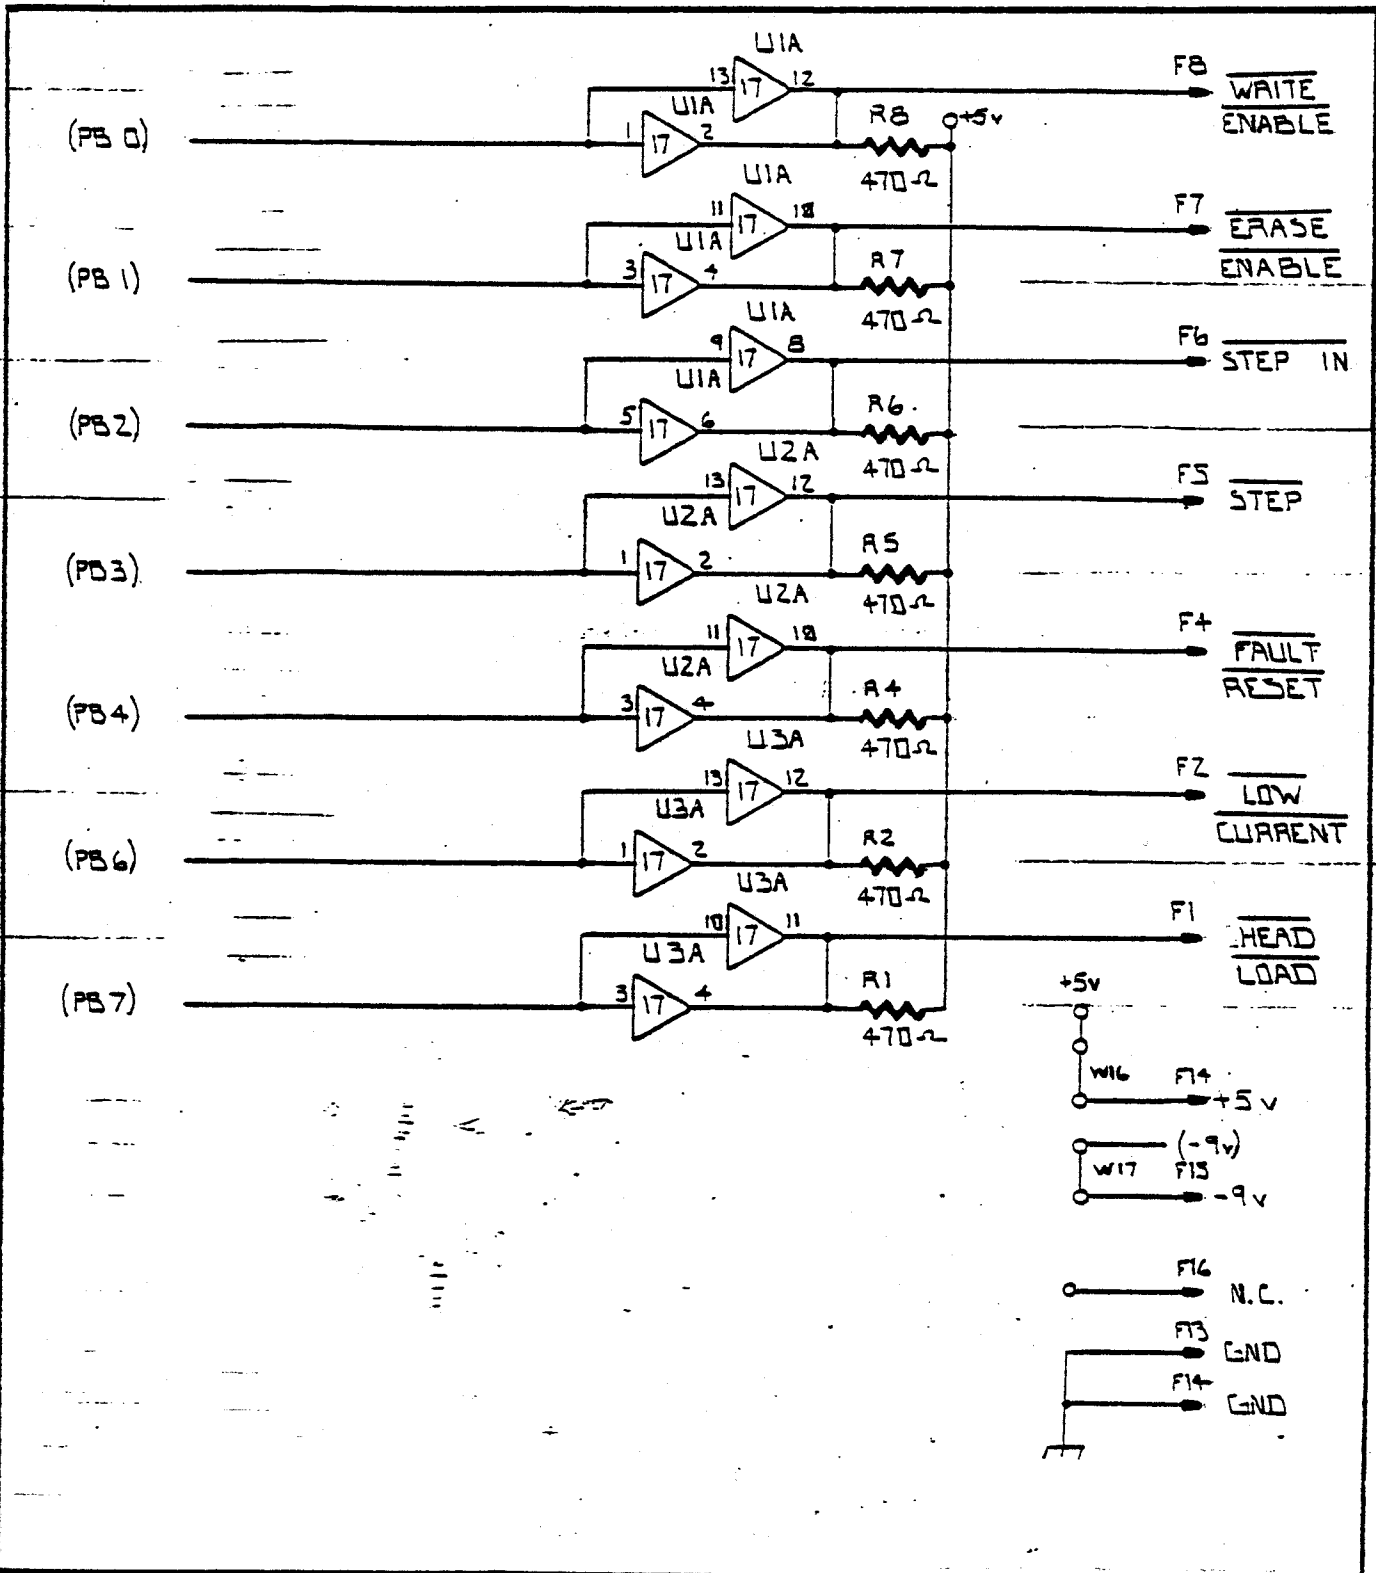 U1A
13 17 12 F8 WRITE
ENABLE
U1A R8 +5v
(PB 0) 1 17 2
470Ω
U1A
11 17 10 F7 ERASE
ENABLE
U1A R7
(PB 1) 3 17 4
470Ω
U1A
9 17 8 F6 STEP IN
U1A R6
(PB 2) 5 17 6
470Ω
U2A
13 17 12 F5 STEP
U2A R5
(PB 3) 1 17 2
470Ω
U2A
11 17 10 F4 FAULT
RESET
U2A R4
(PB 4) 3 17 4
470Ω
U3A
13 17 12 F2 LOW
CURRENT
U3A R2
(PB 6) 1 17 2
470Ω
U3A
10 17 11 F1 HEAD
LOAD
U3A R1
(PB 7) 3 17 4
470Ω
+5v
W16 F14 +5v
(-9v)
W17 F15 -9v
F16 N.C.
F13 GND
F14 GND